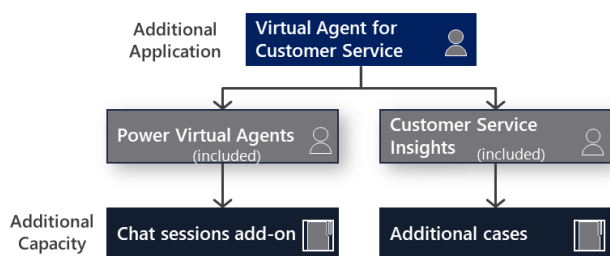 Additional
Application
Virtual Agent for
Customer Service
Power Virtual Agents
(included)
Customer Service
Insights (included)
Additional
Capacity
Chat sessions add-on
Additional cases